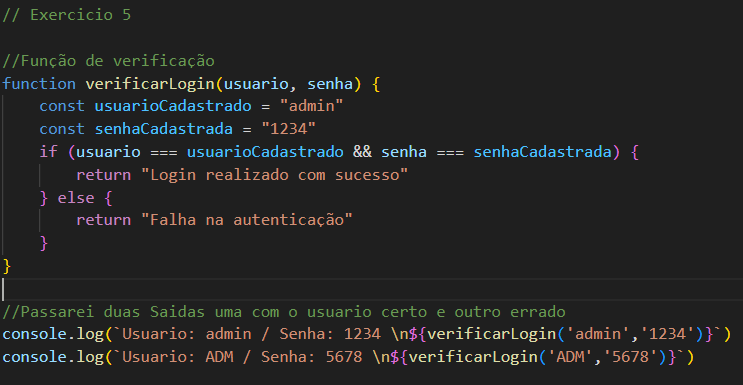 // Exercicio 5
//Função de verificação
function verificarLogin(usuario, senha) {
const usuarioCadastrado = "admin"
const senhaCadastrada = "1234"
if (usuario === usuarioCadastrado && senha === senhaCadastrada) {
return "Login realizado com sucesso"
} else {
return "Falha na autenticação"
}
}
//Passarei duas Saidas uma com o usuario certo e outro errado
console.log(`Usuario: admin / Senha: 1234 \n${verificarLogin('admin','1234')}`)
console.log(`Usuario: ADM / Senha: 5678 \n${verificarLogin('ADM','5678')}`)